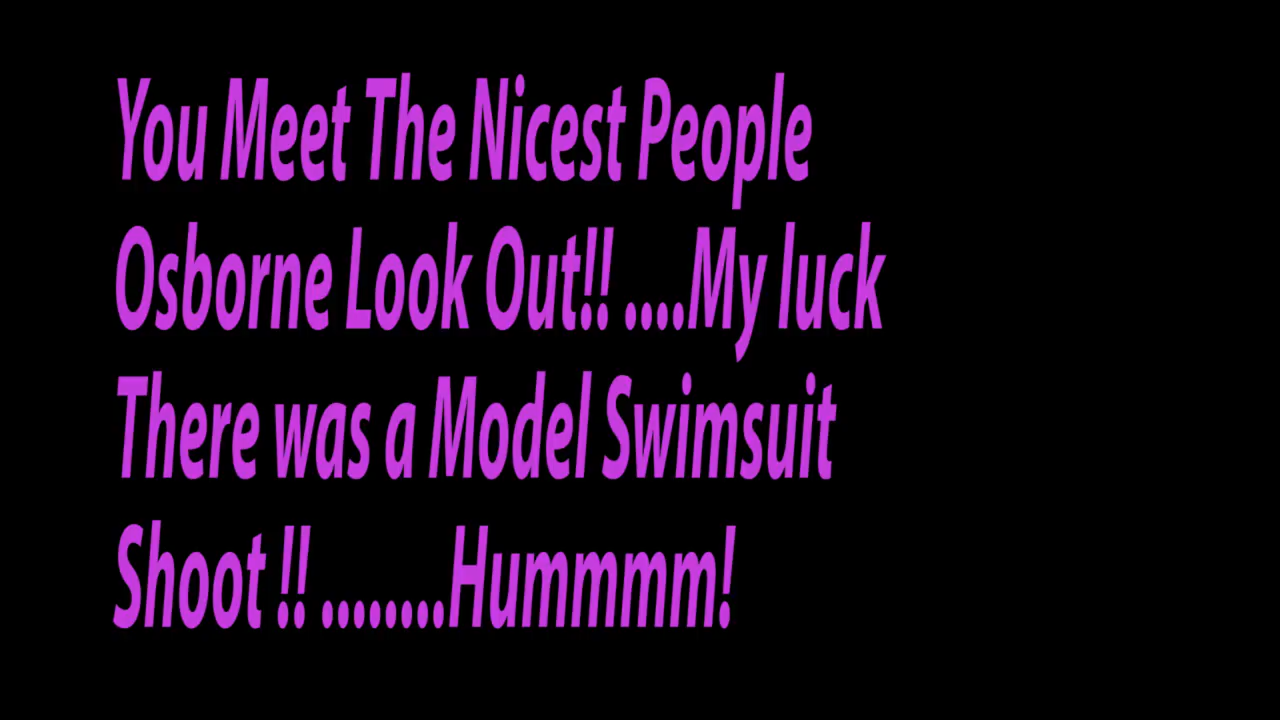 You Meet The Nicest People
Osborne Look Out!! ....My luck
There was a Model Swimsuit
Shoot !! ........Hummmm!